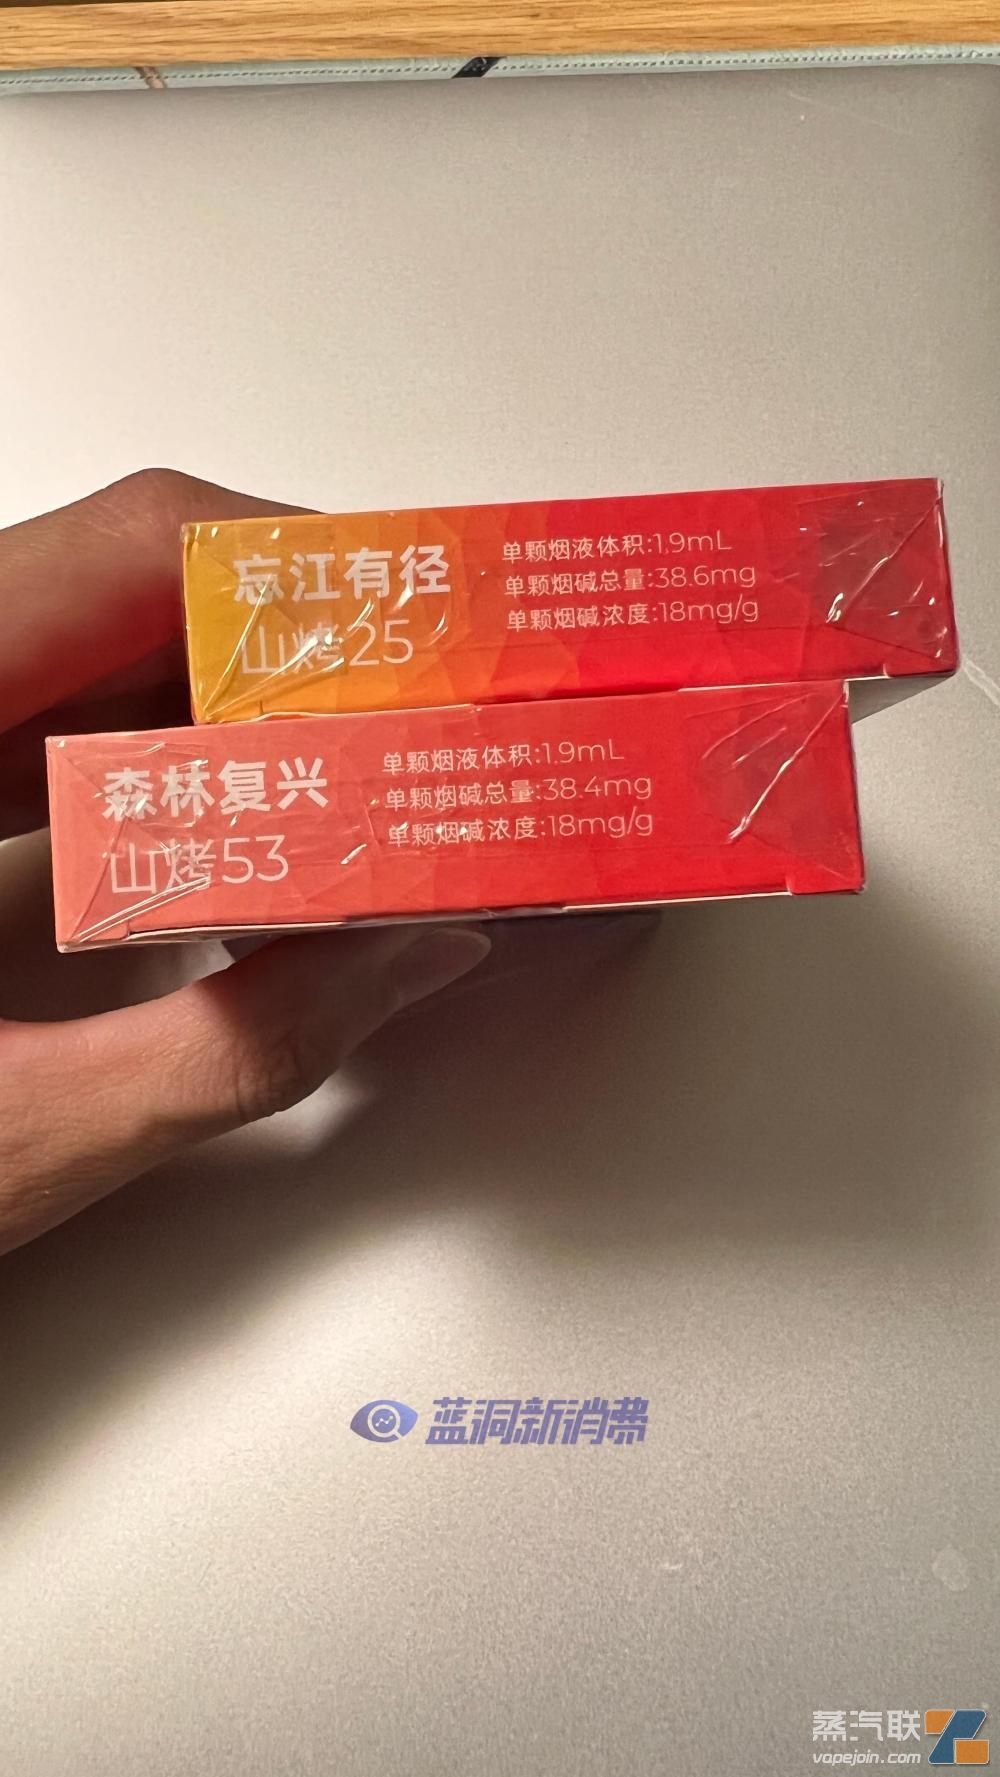 忘江有径
山烤25
单颗烟液体积:1.9mL
单颗烟碱总量:38.6mg
单颗烟碱浓度:18mg/g
森林复兴
山烤53
单颗烟液体积:1.9mL
单颗烟碱总量:38.4mg
单颗烟碱浓度:18mg/g
蓝洞新消费
蒸汽联
vapejoin.com